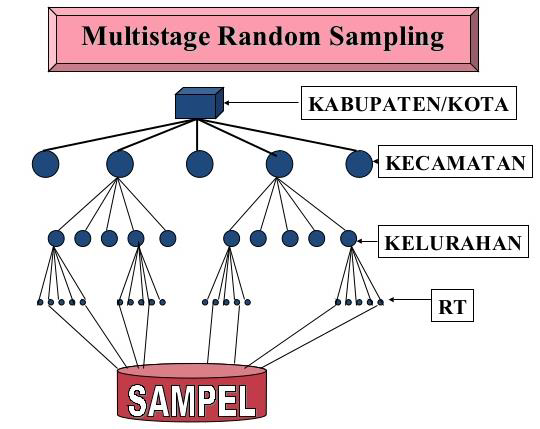 Multistage Random Sampling
KABUPATEN/KOTA
KECAMATAN
KELURAHAN
RT
SAMPEL